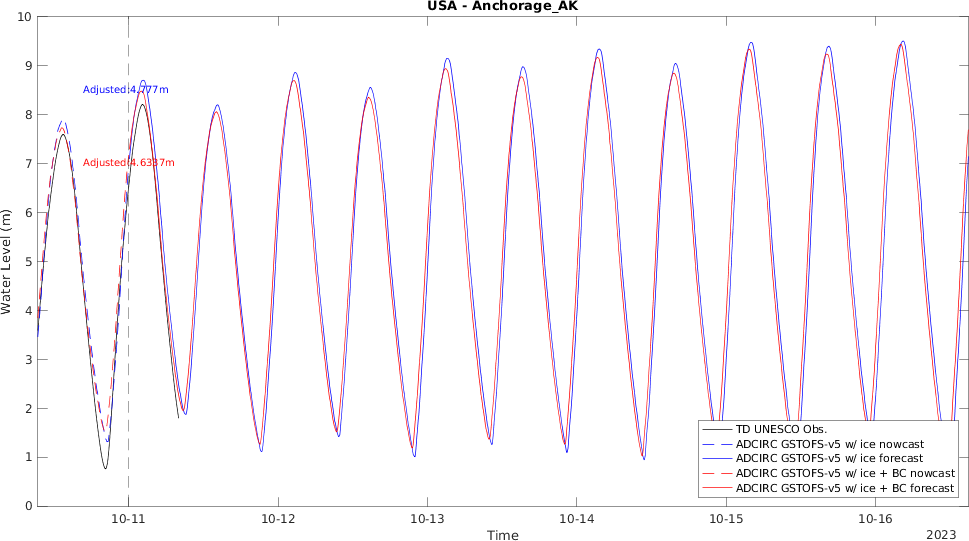 USA - Anchorage_AK
10
9
8
7
6
5
4
3
2
1
0
Water Level (m)
Adjusted:4.777m
Adjusted:4.6337m
TD UNESCO Obs.
ADCIRC GSTOFS-v5 w/ ice nowcast
ADCIRC GSTOFS-v5 w/ ice forecast
ADCIRC GSTOFS-v5 w/ ice + BC nowcast
ADCIRC GSTOFS-v5 w/ ice + BC forecast
10-11 10-12 10-13 10-14 10-15 10-16
Time
2023